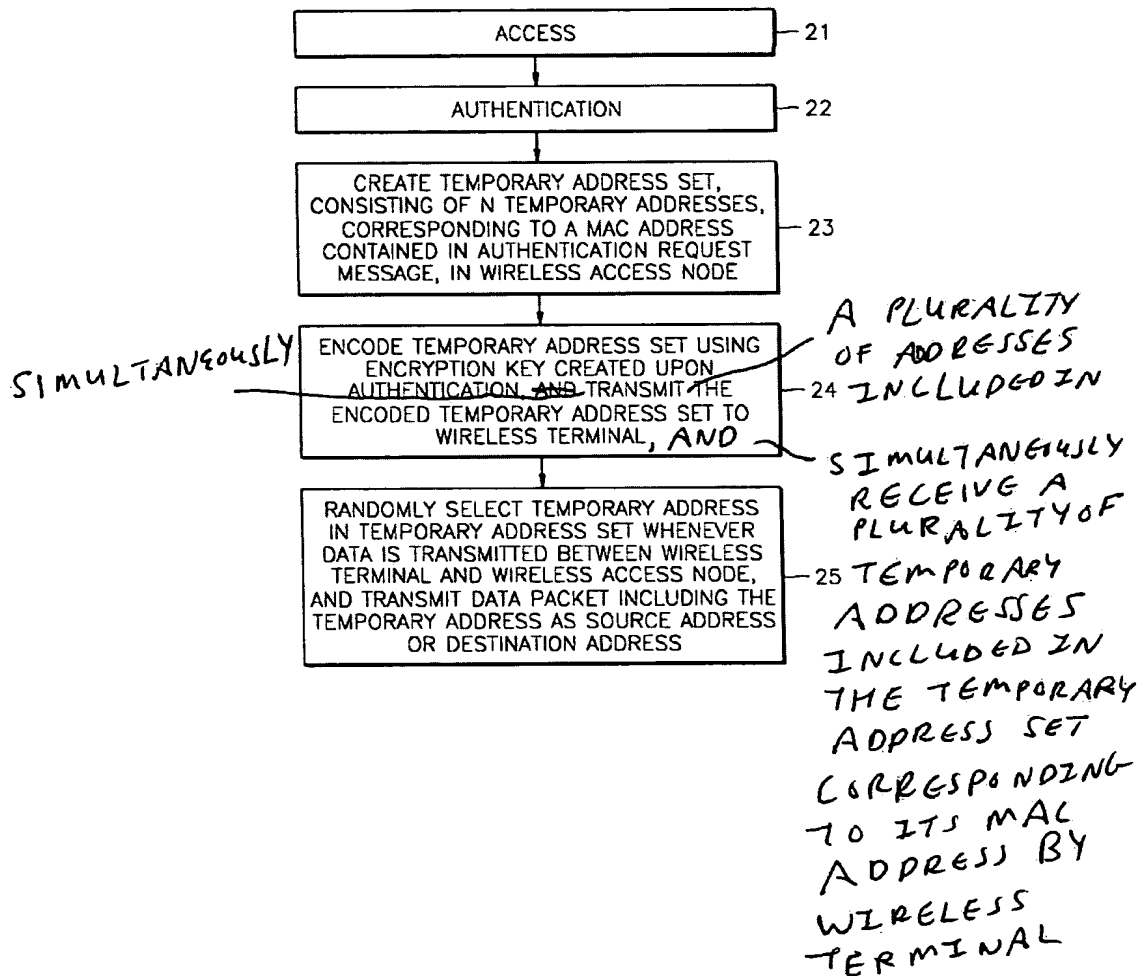 ACCESS
21
AUTHENTICATION
22
CREATE TEMPORARY ADDRESS SET,
CONSISTING OF N TEMPORARY ADDRESSES,
CORRESPONDING TO A MAC ADDRESS
CONTAINED IN AUTHENTICATION REQUEST
MESSAGE, IN WIRELESS ACCESS NODE
23
SIMULTANEOUSLY
ENCODE TEMPORARY ADDRESS SET USING
ENCRYPTION KEY CREATED UPON
AUTHENTICATION, AND TRANSMIT THE
ENCODED TEMPORARY ADDRESS SET TO
WIRELESS TERMINAL, AND
24
A PLURALITY
OF ADDRESSES
INCLUDED IN
SIMULTANEOUSLY
RECEIVE A
PLURALITY OF
TEMPORARY
ADDRESSES
INCLUDED IN
THE TEMPORARY
ADDRESS SET
CORRESPONDING
TO ITS MAC
ADDRESS BY
WIRELESS
TERMINAL
RANDOMLY SELECT TEMPORARY ADDRESS
IN TEMPORARY ADDRESS SET WHENEVER
DATA IS TRANSMITTED BETWEEN WIRELESS
TERMINAL AND WIRELESS ACCESS NODE,
AND TRANSMIT DATA PACKET INCLUDING THE
TEMPORARY ADDRESS AS SOURCE ADDRESS
OR DESTINATION ADDRESS
25